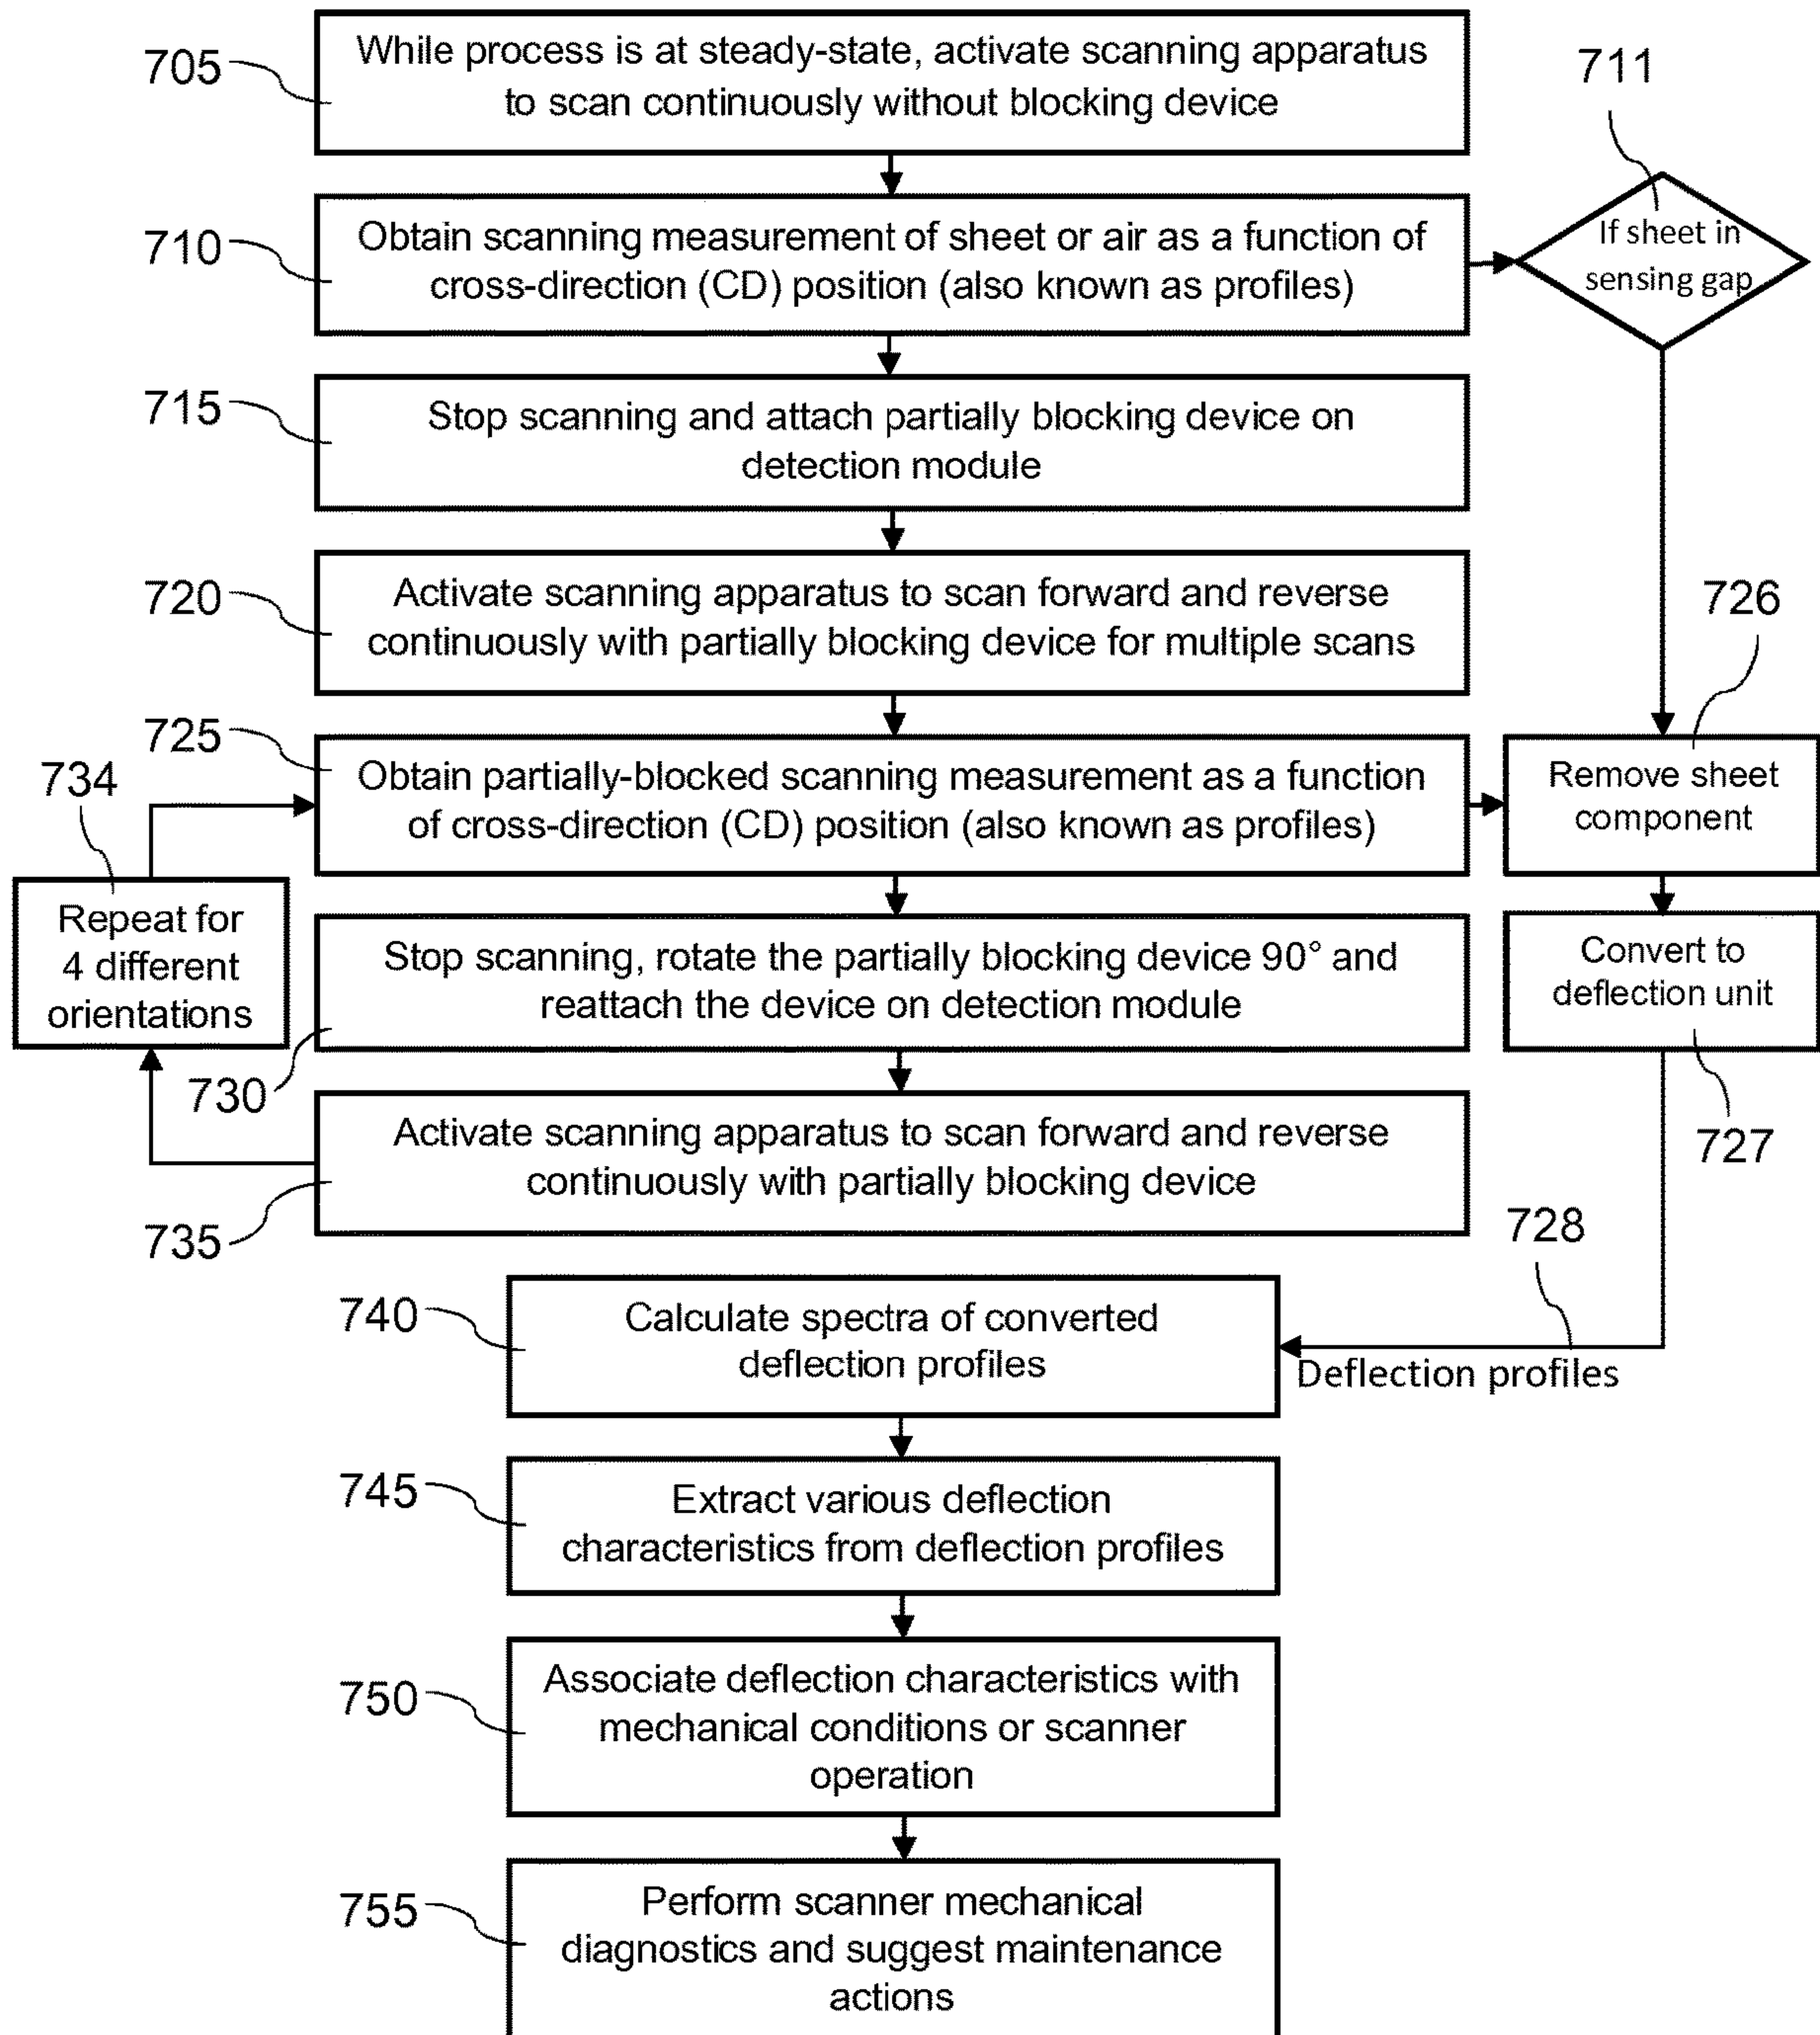 705
While process is at steady-state, activate scanning apparatus
to scan continuously without blocking device
711
If sheet in
sensing gap
710
Obtain scanning measurement of sheet or air as a function of
cross-direction (CD) position (also known as profiles)
715
Stop scanning and attach partially blocking device on
detection module
720
Activate scanning apparatus to scan forward and reverse
continuously with partially blocking device for multiple scans
726
Remove sheet
component
725
Obtain partially-blocked scanning measurement as a function
of cross-direction (CD) position (also known as profiles)
734
Repeat for
4 different
orientations
730
Stop scanning, rotate the partially blocking device 90° and
reattach the device on detection module
Convert to
deflection unit
727
735
Activate scanning apparatus to scan forward and reverse
continuously with partially blocking device
728
Deflection profiles
740
Calculate spectra of converted
deflection profiles
745
Extract various deflection
characteristics from deflection profiles
750
Associate deflection characteristics with
mechanical conditions or scanner
operation
755
Perform scanner mechanical
diagnostics and suggest maintenance
actions